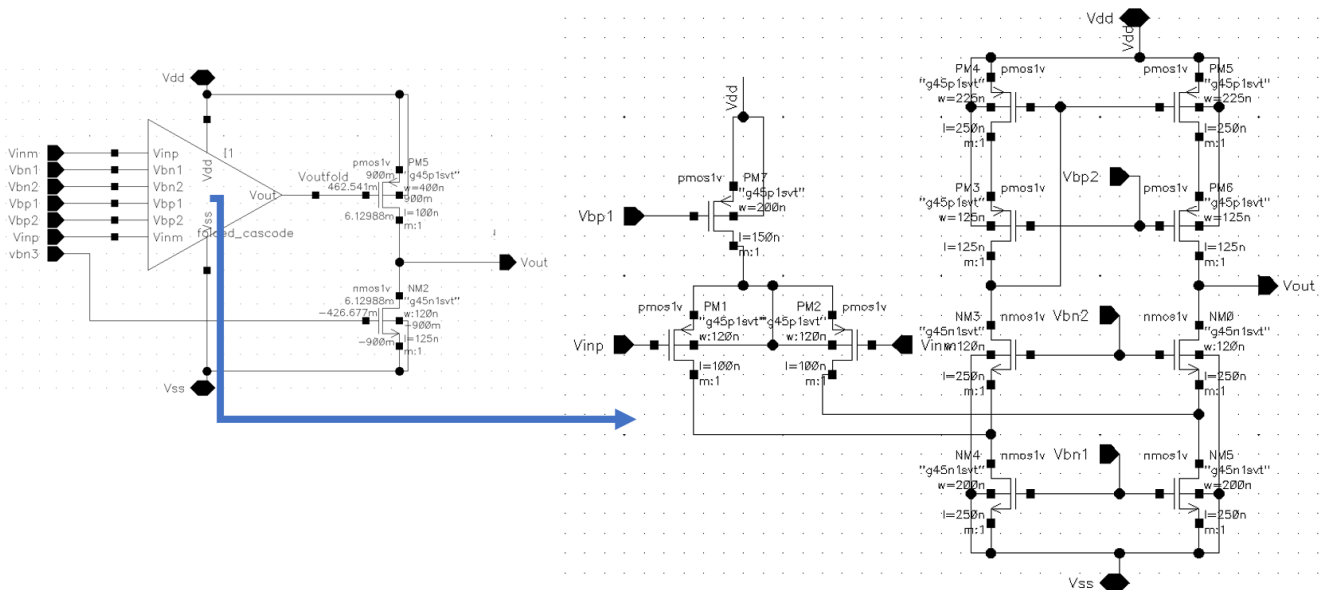 Vdd
Vinm
Vbn1
Vbn2
Vbp1
Vbp2
Vinp
vbn3
Vinp
Vbn1
Vbn2
Vbp1
Vbp2
Vinm
Vdd
Vss
I1
Vout
folded_cascode
Voutfold
pmos1v
900m
462.541m
6.12988m
PM5
"g45p1svt"
w=400n
900m
l=100n
m:1
Vout
nmos1v
6.12988m
-426.677m
-900m
NM2
"g45n1svt"
w:120n
-900m
l=125n
m:1
Vss
Vdd
pmos1v
PM7
"g45p1svt"
w=200n
l=150n
m:1
Vbp1
pmos1v
PM1
"g45p1svt"
w:120n
l=100n
m:1
PM2
pmos1v
"g45p1svt"
w:120n
l=100n
m:1
Vinp
Vinm
Vdd
Vdd
PM4
pmos1v
"g45p1svt"
w=225n
l=250n
m:1
pmos1v
PM5
"g45p1svt"
w=225n
l=250n
m:1
PM3
pmos1v
"g45p1svt"
w=125n
l=125n
m:1
Vbp2
pmos1v
PM6
"g45p1svt"
w=125n
l=125n
m:1
Vout
NM3
nmos1v
"g45n1svt"
w:120n
l=250n
m:1
Vbn2
nmos1v
NM0
"g45n1svt"
w:120n
l=250n
m:1
NM4
nmos1v
"g45n1svt"
w=200n
l=250n
m:1
Vbn1
nmos1v
NM5
"g45n1svt"
w=200n
l=250n
m:1
Vss